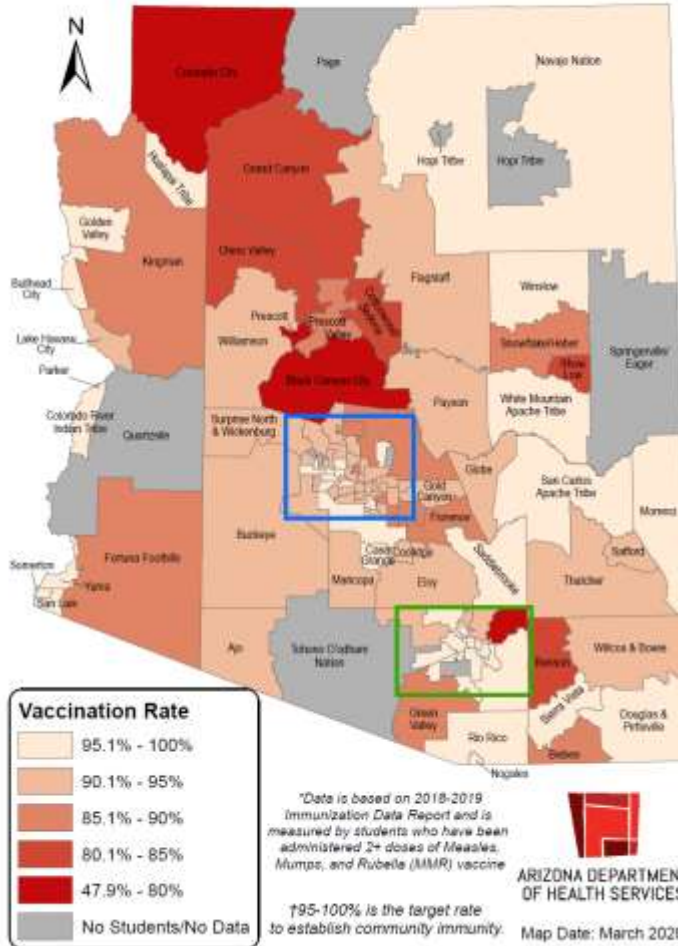 N
Colorado City
Page
Navajo Nation
Hopi Tribe
Hopi Tribe
Hualapai Tribe
Grand Canyon
Golden
Valley
Kingman
Chino Valley
Flagstaff
Bullhead
City
Winslow
Lake Havasu
City
Prescott
Prescott
Valley
Williamson
Snowflake/Heber
Show
Low
Springerville/
Eager
Parker
Black Canyon City
Payson
White Mountain
Apache Tribe
Colorado River
Indian Tribe
Quartzsite
Surprise North
& Wickenburg
Globe
San Carlos
Apache Tribe
Morenci
Gold
Canyon
Florence
Buckeye
Casa
Grande
Coolidge
Saddlebrooke
Safford
Somerton
Fortuna Foothills
Yuma
San Luis
Maricopa
Eloy
Thatcher
Ajo
Tohono O'odham
Nation
Benson
Willcox & Bowie
Green
Valley
Sierra Vista
Douglas &
Pirtleville
Rio Rico
Bisbee
Nogales
Vaccination Rate
95.1% - 100%
90.1% - 95%
85.1% - 90%
80.1% - 85%
47.9% - 80%
No Students/No Data
*Data is based on 2018-2019
Immunization Data Report and is
measured by students who have been
administered 2+ doses of Measles,
Mumps, and Rubella (MMR) vaccine
†95-100% is the target rate
to establish community immunity.
ARIZONA DEPARTMEN
OF HEALTH SERVICES
Map Date: March